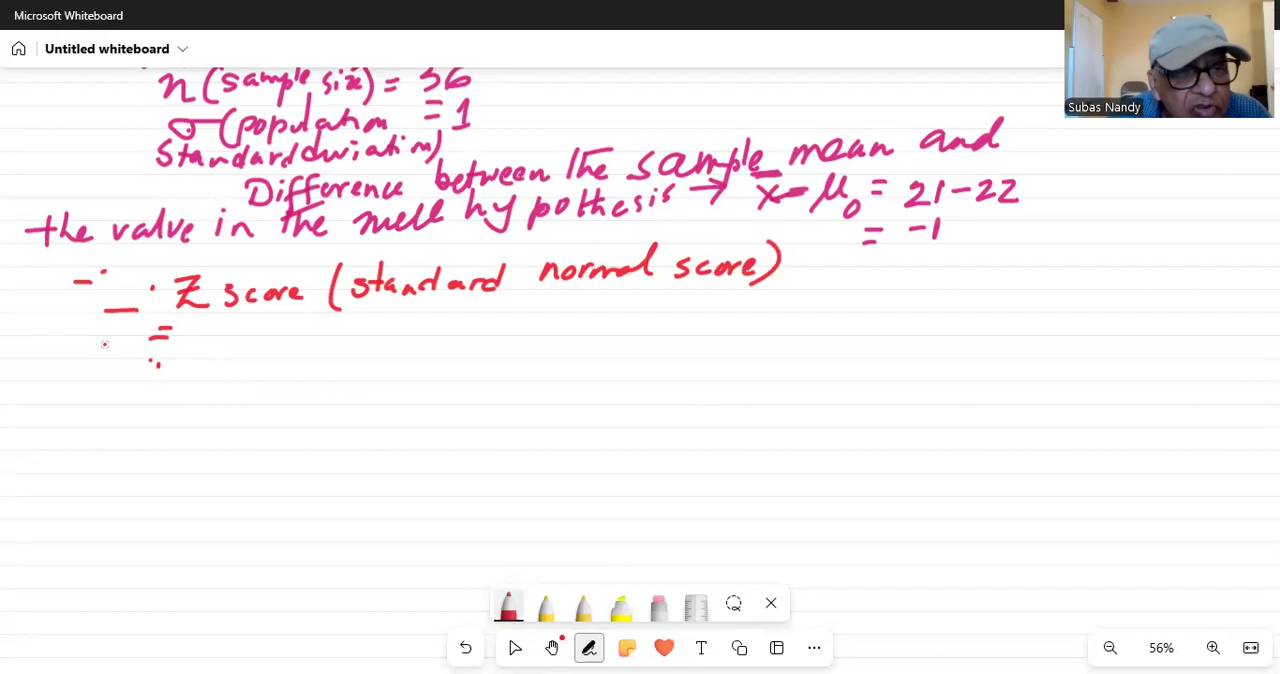 Microsoft Whiteboard
Untitled whiteboard
Subas Nandy
n (sample size) = 36
σ (population = 1
standard deviation)
Difference between the sample mean and
the value in the null hypothesis → x̄ - μ₀ = 21-22
= -1
∴ Z score (standard normal score)
=
56%